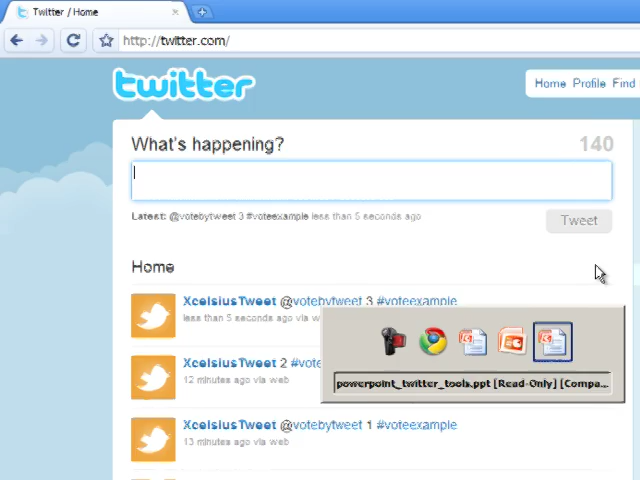 Twitter / Home
http://twitter.com/
twitter
Home Profile Find
What's happening?
140
Latest: @votebytweet 3 #voteexample less than 5 seconds ago
Tweet
Home
XcelsiusTweet @votebytweet 3 #voteexample
less than 5 seconds ago via w
XcelsiusTweet 2 #vote
12 minutes ago via web
powerpoint_twitter_tools.ppt [Read-Only] [Compa...
XcelsiusTweet @votebytweet 1 #voteexample
13 minutes ago via web